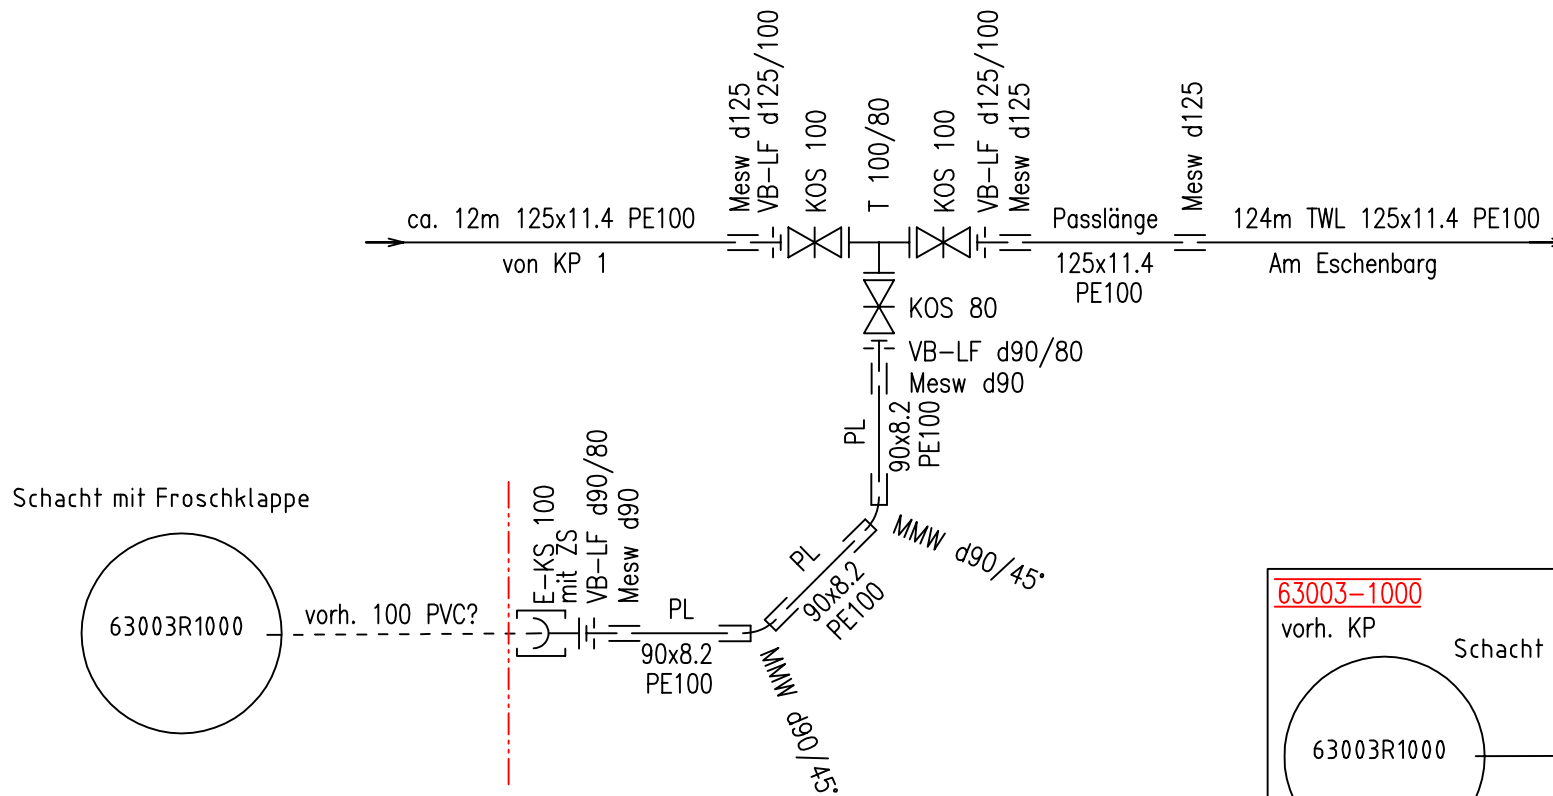 Mesw d125
VB-LF d125/100
KOS 100
T 100/80
KOS 100
VB-LF d125/100
Mesw d125
Mesw d125
ca. 12m 125x11.4 PE100
von KP 1
Passlänge
125x11.4
PE100
124m TWL 125x11.4 PE100
Am Eschenbarg
KOS 80
VB-LF d90/80
Mesw d90
PL
90x8.2
PE100
MMW d90/45°
PL
90x8.2
PE100
Schacht mit Froschklappe
63003R1000
vorh. 100 PVC?
E-KS 100
mit ZS
VB-LF d90/80
Mesw d90
PL
90x8.2
PE100
MMW d90/45°
63003-1000
vorh. KP
Schacht
63003R1000